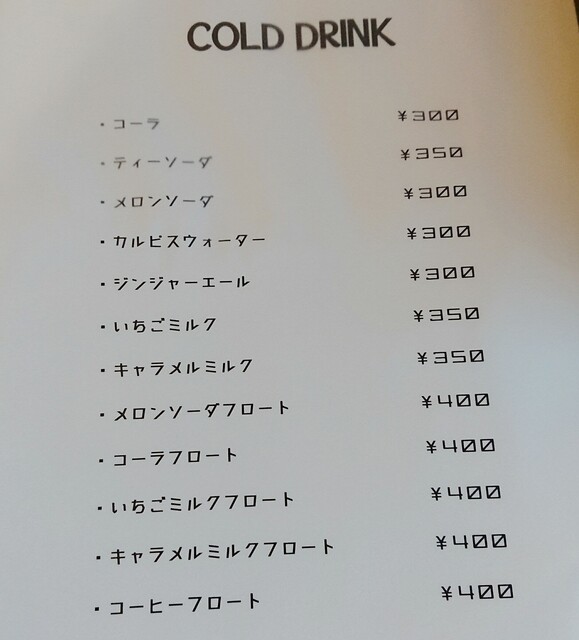 COLD DRINK
・コーラ ¥300
・ティーソーダ ¥350
・メロンソーダ ¥300
・カルピスウォーター ¥300
・ジンジャーエール ¥300
・いちごミルク ¥350
・キャラメルミルク ¥350
・メロンソーダフロート ¥400
・コーラフロート ¥400
・いちごミルクフロート ¥400
・キャラメルミルクフロート ¥400
・コーヒーフロート ¥400